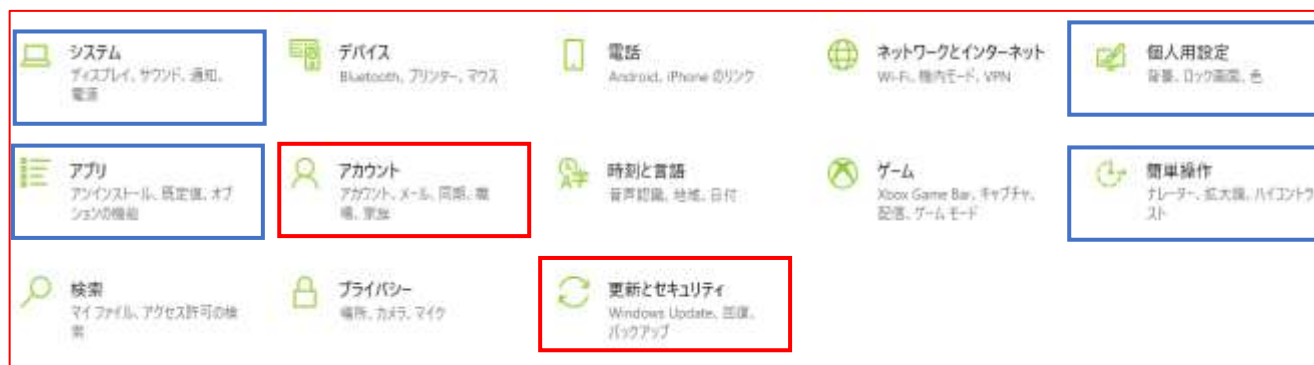 システム
ディスプレイ、サウンド、通知、
電源
デバイス
Bluetooth、プリンター、マウス
電話
Android、iPhone のリンク
ネットワークとインターネット
Wi-Fi、機内モード、VPN
個人用設定
背景、ロック画面、色
アプリ
アンインストール、既定値、オプ
ションの機能
アカウント
アカウント、メール、同期、職
場、家族
時刻と言語
音声認識、地域、日付
ゲーム
Xbox Game Bar、キャプチャ、
配信、ゲーム モード
簡単操作
ナレーター、拡大鏡、ハイコントラ
スト
検索
マイ ファイル、アクセス許可の検
索
プライバシー
場所、カメラ、マイク
更新とセキュリティ
Windows Update、回復、
バックアップ